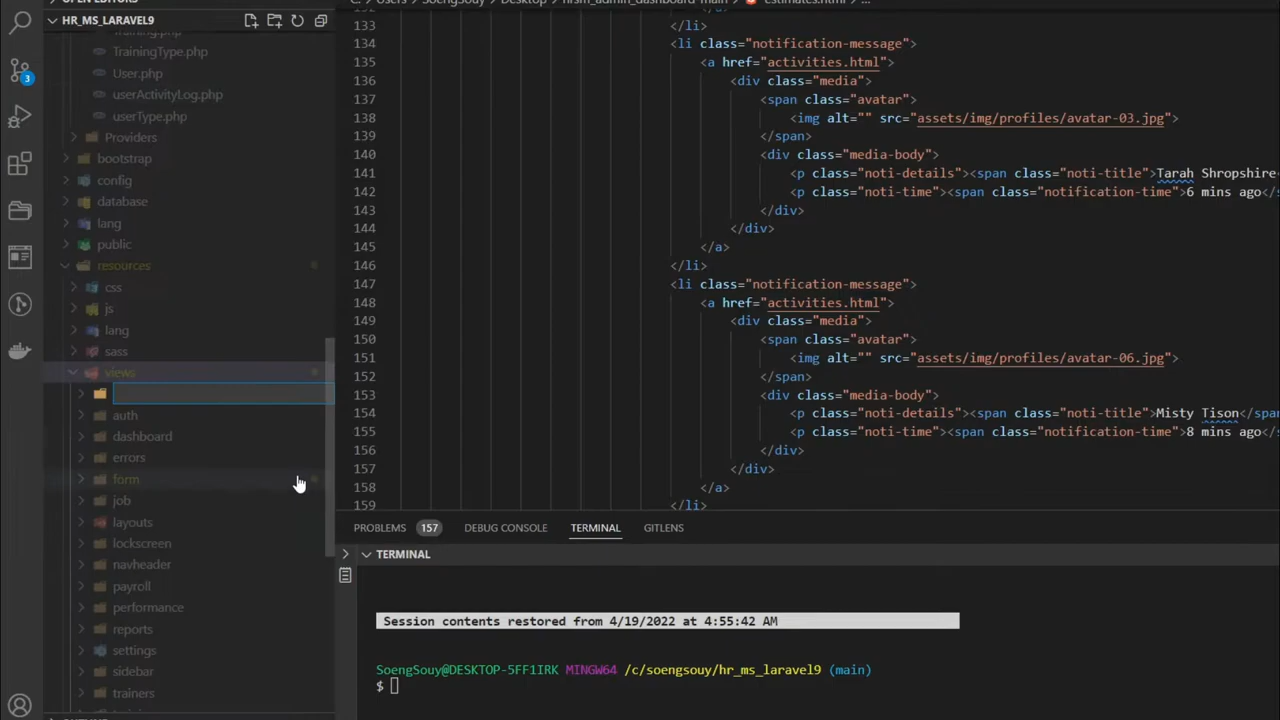 HR_MS_LARAVEL9
TrainingType.php
User.php
userActivityLog.php
userType.php
Providers
bootstrap
config
database
lang
public
resources
css
js
lang
sass
views
auth
dashboard
errors
form
job
layouts
lockscreen
navheader
payroll
performance
reports
settings
sidebar
trainers
3
133 </li>
134 <li class="notification-message">
135 <a href="activities.html">
136 <div class="media">
137 <span class="avatar">
138 <img alt="" src="assets/img/profiles/avatar-03.jpg">
139 </span>
140 <div class="media-body">
141 <p class="noti-details"><span class="noti-title">Tarah Shropshire
142 <p class="noti-time"><span class="notification-time">6 mins ago</
143 </div>
144 </div>
145 </a>
146 </li>
147 <li class="notification-message">
148 <a href="activities.html">
149 <div class="media">
150 <span class="avatar">
151 <img alt="" src="assets/img/profiles/avatar-06.jpg">
152 </span>
153 <div class="media-body">
154 <p class="noti-details"><span class="noti-title">Misty Tison</span
155 <p class="noti-time"><span class="notification-time">8 mins ago</
156 </div>
157 </div>
158 </a>
159 </li>
PROBLEMS 157 DEBUG CONSOLE TERMINAL GITLENS
TERMINAL
Session contents restored from 4/19/2022 at 4:55:42 AM
SoengSouy@DESKTOP-5FF1IRK MINGW64 /c/soengsouy/hr_ms_laravel9 (main)
$